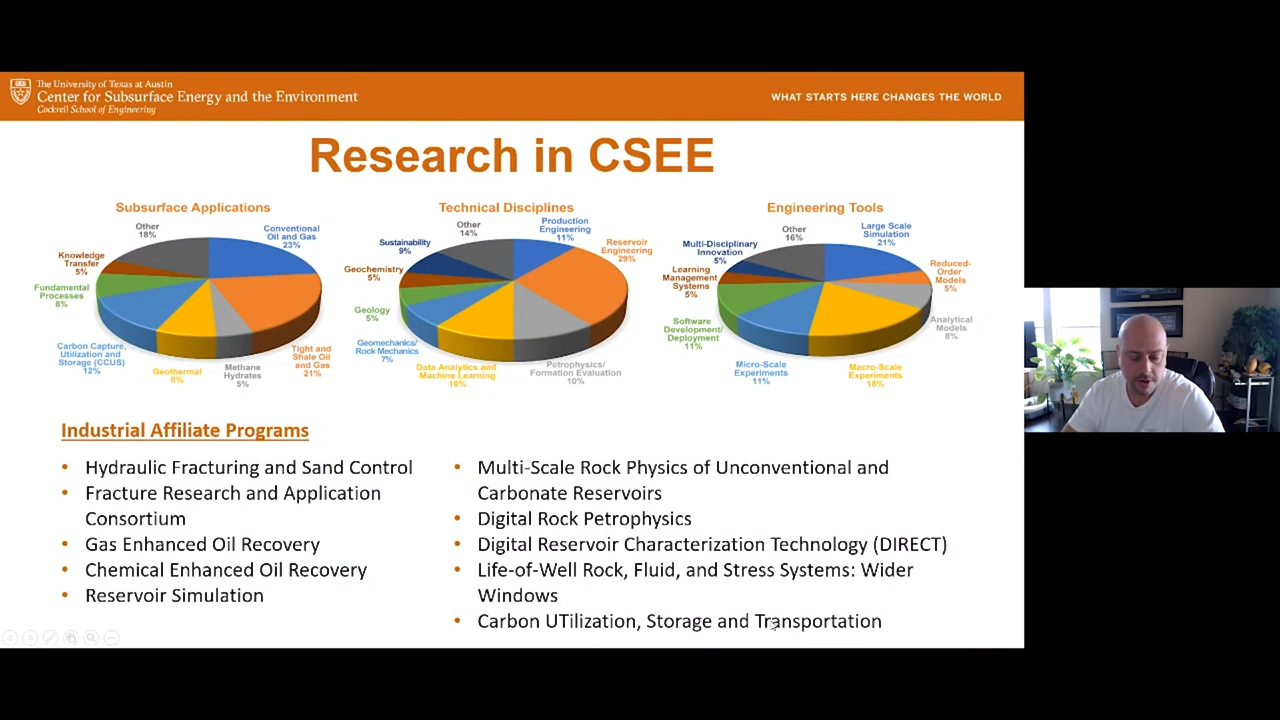 The University of Texas at Austin
Center for Subsurface Energy and the Environment
Cockrell School of Engineering
WHAT STARTS HERE CHANGES THE WORLD
Research in CSEE
Subsurface Applications
Other
18%
Conventional
Oil and Gas
23%
Knowledge
Transfer
5%
Fundamental
Processes
8%
Carbon Capture,
Utilization and
Storage (CCUS)
12%
Geothermal
8%
Methane
Hydrates
5%
Tight and
Shale Oil
and Gas
21%
Technical Disciplines
Other
14%
Production
Engineering
11%
Sustainability
9%
Reservoir
Engineering
29%
Geochemistry
5%
Geology
5%
Geomechanics/
Rock Mechanics
7%
Data Analytics and
Machine Learning
18%
Petrophysics/
Formation Evaluation
10%
Engineering Tools
Other
16%
Large Scale
Simulation
21%
Multi-Disciplinary
Innovation
5%
Reduced-
Order
Models
5%
Learning
Management
Systems
5%
Analytical
Models
8%
Software
Development/
Deployment
11%
Micro-Scale
Experiments
11%
Macro-Scale
Experiments
18%
Industrial Affiliate Programs
• Hydraulic Fracturing and Sand Control
• Fracture Research and Application
Consortium
• Gas Enhanced Oil Recovery
• Chemical Enhanced Oil Recovery
• Reservoir Simulation
• Multi-Scale Rock Physics of Unconventional and
Carbonate Reservoirs
• Digital Rock Petrophysics
• Digital Reservoir Characterization Technology (DIRECT)
• Life-of-Well Rock, Fluid, and Stress Systems: Wider
Windows
• Carbon UTilization, Storage and Transportation